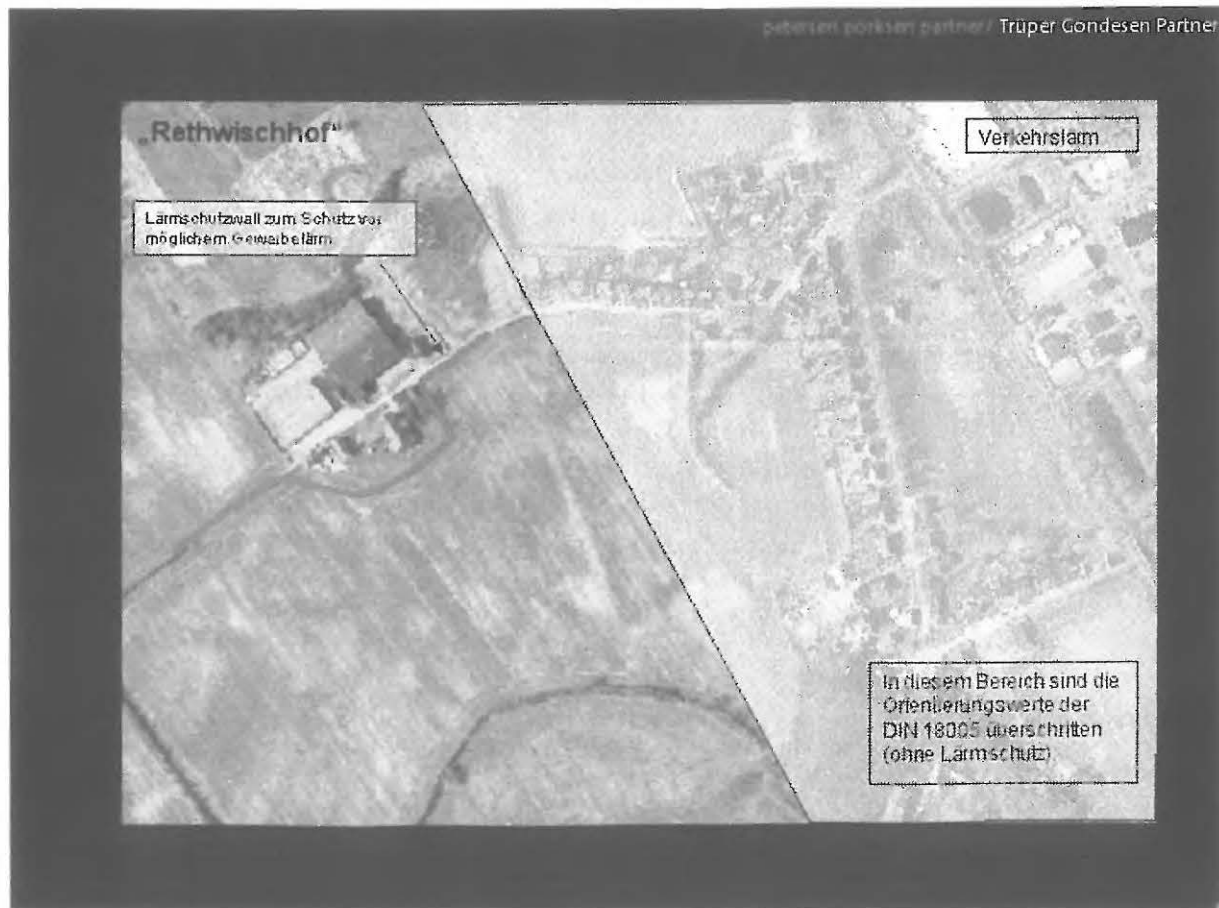 petersen pörksen partner / Trüper Gondesen Partner
„Rethwischhof“
Verkehrslärm
Lärmschutzwall zum Schutz vor
möglichem Gewerbelärm
In diesem Bereich sind die
Orientierungswerte der
DIN 18005 überschritten
(ohne Lärmschutz)